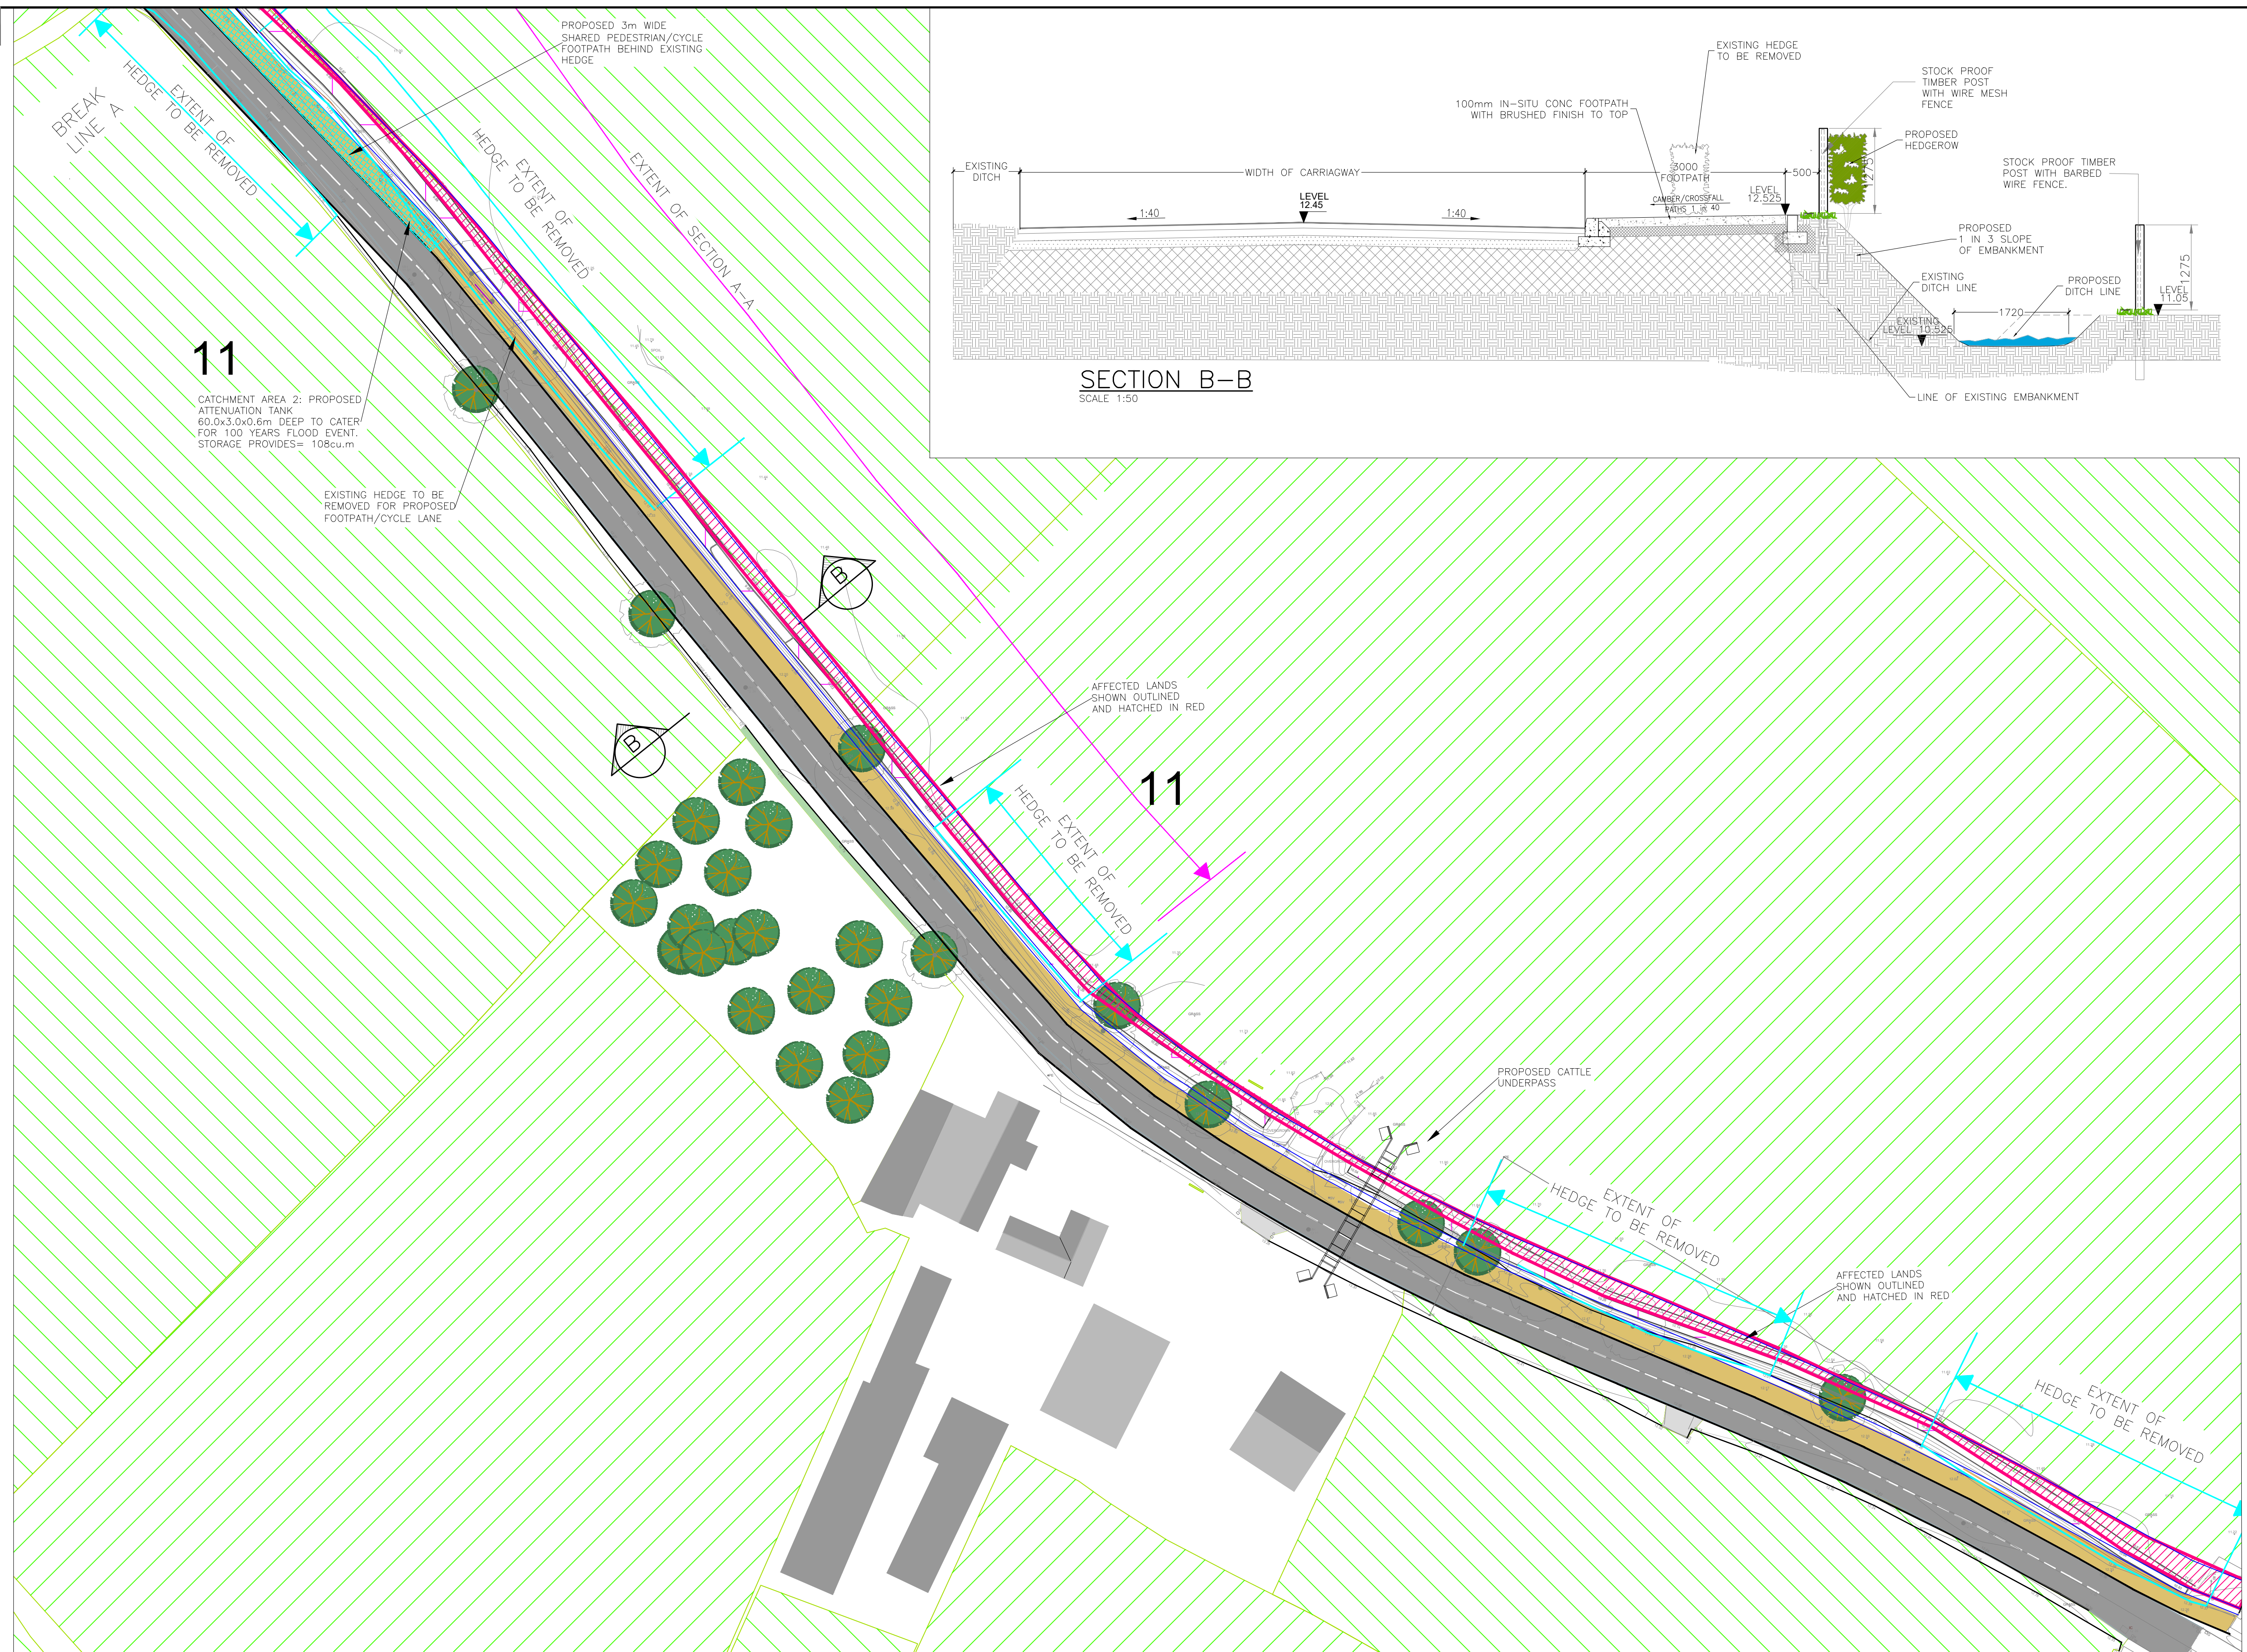 PROPOSED 3m WIDE
SHARED PEDESTRIAN/CYCLE
FOOTPATH BEHIND EXISTING
HEDGE
BREAK
LINE A
EXTENT OF
HEDGE TO BE REMOVED
EXTENT OF
HEDGE TO BE REMOVED
EXTENT OF SECTION A-A
11
CATCHMENT AREA 2: PROPOSED
ATTENUATION TANK
60.0x3.0x0.6m DEEP TO CATER
FOR 100 YEARS FLOOD EVENT.
STORAGE PROVIDES= 108cu.m
EXISTING HEDGE TO BE
REMOVED FOR PROPOSED
FOOTPATH/CYCLE LANE
EXISTING HEDGE
TO BE REMOVED
100mm IN-SITU CONC FOOTPATH
WITH BRUSHED FINISH TO TOP
STOCK PROOF
TIMBER POST
WITH WIRE MESH
FENCE
PROPOSED
HEDGEROW
STOCK PROOF TIMBER
POST WITH BARBED
WIRE FENCE.
EXISTING
DITCH
WIDTH OF CARRIAGWAY
3000
FOOTPATH
500
1275
LEVEL
12.45
1:40
1:40
CAMBER/CROSSFALL
PATHS 1 : 40
LEVEL
12.525
PROPOSED
1 IN 3 SLOPE
OF EMBANKMENT
EXISTING
DITCH LINE
PROPOSED
DITCH LINE
1720
EXISTING
LEVEL 10.525
LEVEL
11.05
1275
LINE OF EXISTING EMBANKMENT
SECTION B-B
SCALE 1:50
B
B
AFFECTED LANDS
SHOWN OUTLINED
AND HATCHED IN RED
11
EXTENT OF
HEDGE TO BE REMOVED
PROPOSED CATTLE
UNDERPASS
EXTENT OF
HEDGE TO BE REMOVED
AFFECTED LANDS
SHOWN OUTLINED
AND HATCHED IN RED
EXTENT OF
HEDGE TO BE REMOVED